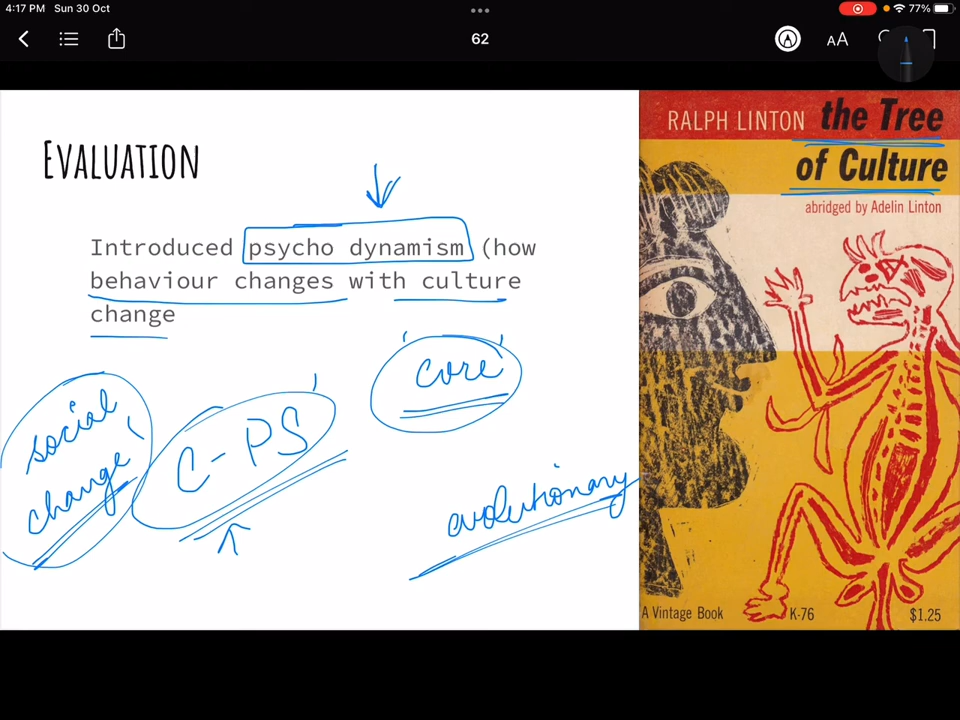 4:17 PM Sun 30 Oct
77%
62
AA
EVALUATION
Introduced psycho dynamism (how
behaviour changes with culture
change
core
social
change
C-PS
evolutionary
RALPH LINTON the Tree
of Culture
abridged by Adelin Linton
A Vintage Book K-76 $1.25